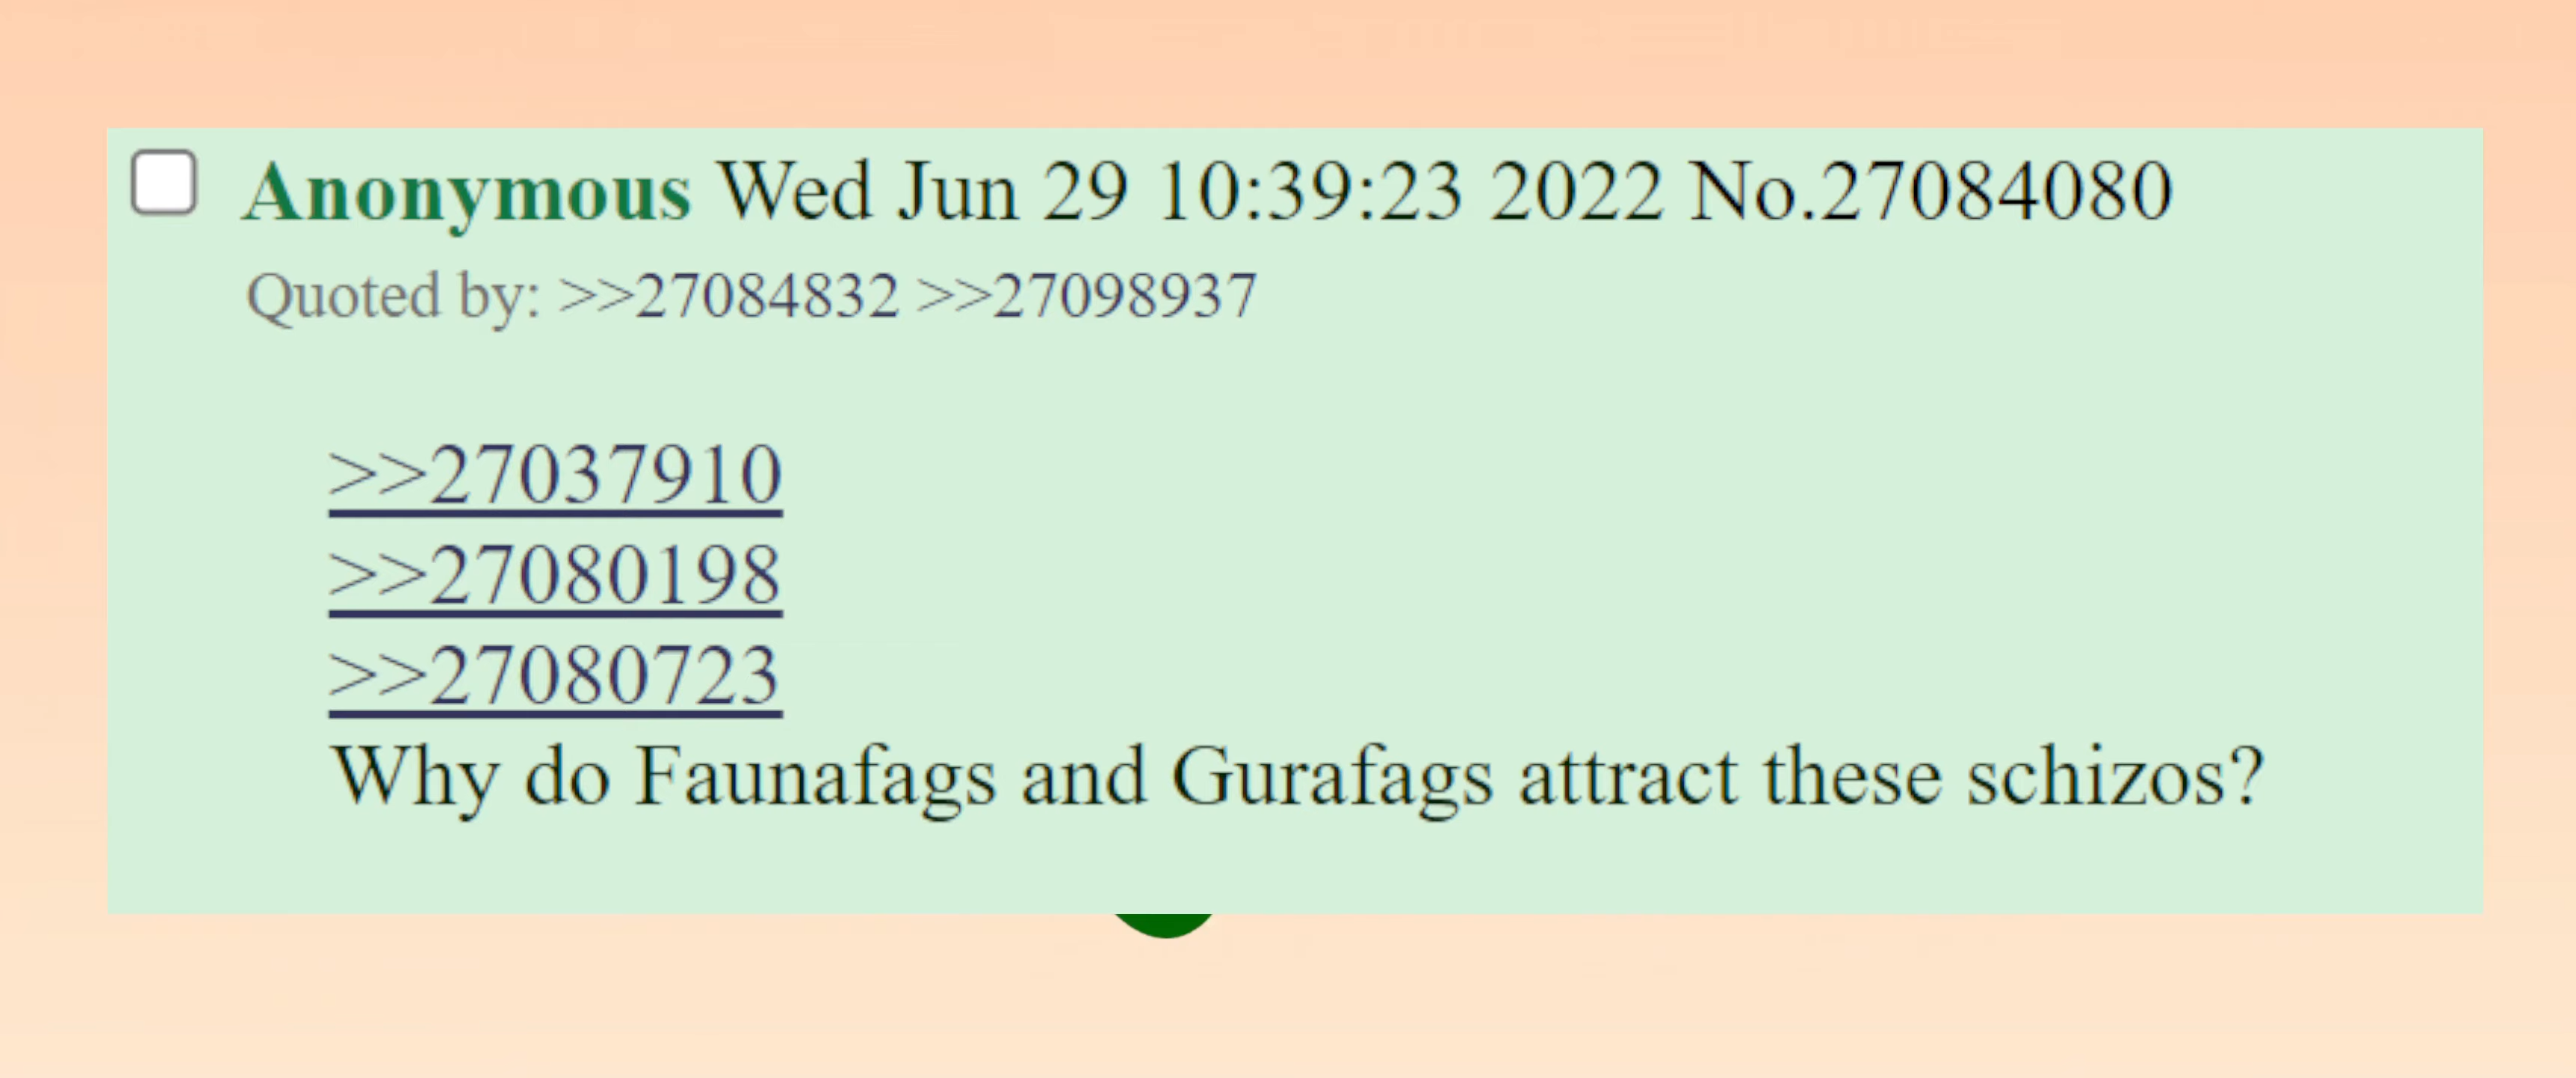 Anonymous Wed Jun 29 10:39:23 2022 No.27084080
Quoted by: >>27084832 >>27098937
>>27037910
>>27080198
>>27080723
Why do Faunafags and Gurafags attract these schizos?